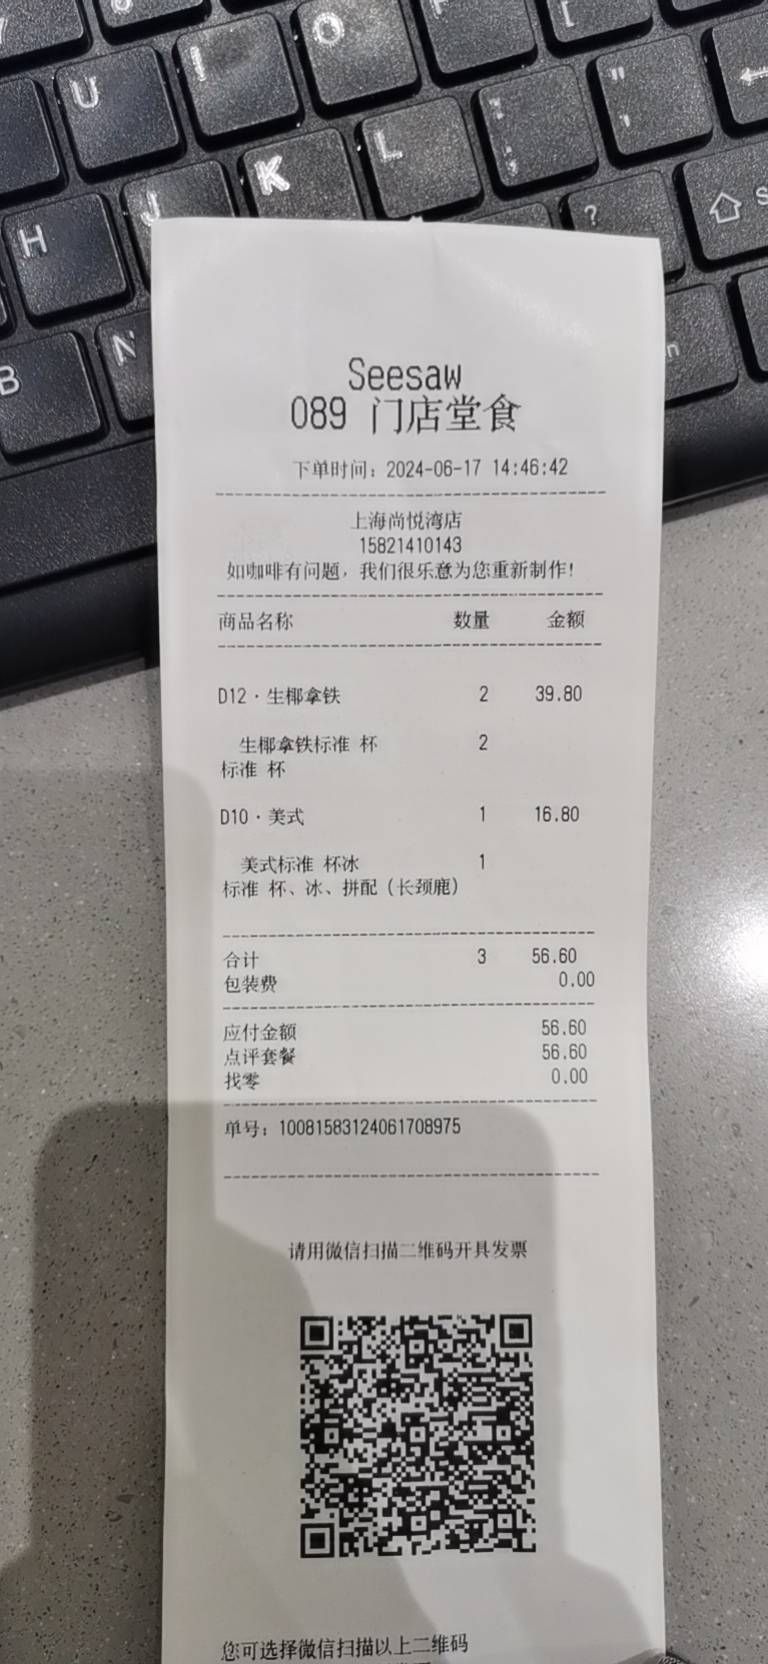 U
I
O
[
J
K
L
"
'
H
?
B
N
Seesaw
089 门店堂食
下单时间：2024-06-17 14:46:42
上海尚悦湾店
15821410143
如咖啡有问题，我们很乐意为您重新制作！
商品名称 数量 金额
D12·生椰拿铁 2 39.80
生椰拿铁标准 杯 2
标准 杯
D10·美式 1 16.80
美式标准 杯冰 1
标准 杯、冰、拼配（长颈鹿）
合计 3 56.60
包装费 0.00
应付金额 56.60
点评套餐 56.60
找零 0.00
单号：10081583124061708975
请用微信扫描二维码开具发票
您可选择微信扫描以上二维码